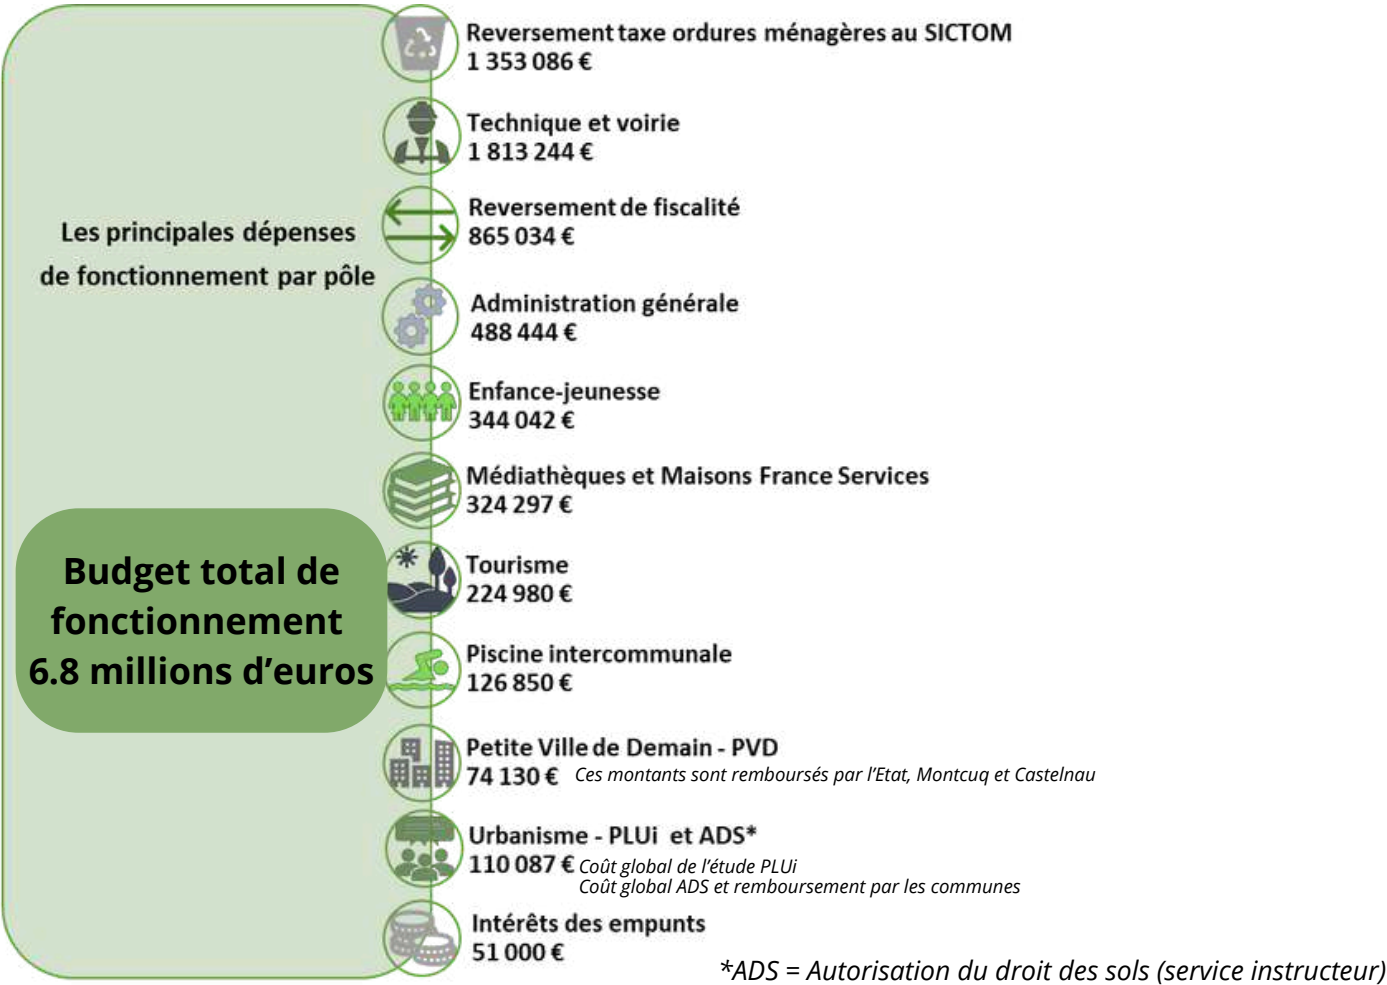 Les principales dépenses
de fonctionnement par pôle
Budget total de
fonctionnement
6.8 millions d’euros
Reversement taxe ordures ménagères au SICTOM
1 353 086 €
Technique et voirie
1 813 244 €
Reversement de fiscalité
865 034 €
Administration générale
488 444 €
Enfance-jeunesse
344 042 €
Médiathèques et Maisons France Services
324 297 €
Tourisme
224 980 €
Piscine intercommunale
126 850 €
Petite Ville de Demain - PVD
74 130 € Ces montants sont remboursés par l’Etat, Montcuq et Castelnau
Urbanisme - PLUi et ADS*
110 087 € Coût global de l’étude PLUi
Coût global ADS et remboursement par les communes
Intérêts des empunts
51 000 €
*ADS = Autorisation du droit des sols (service instructeur)